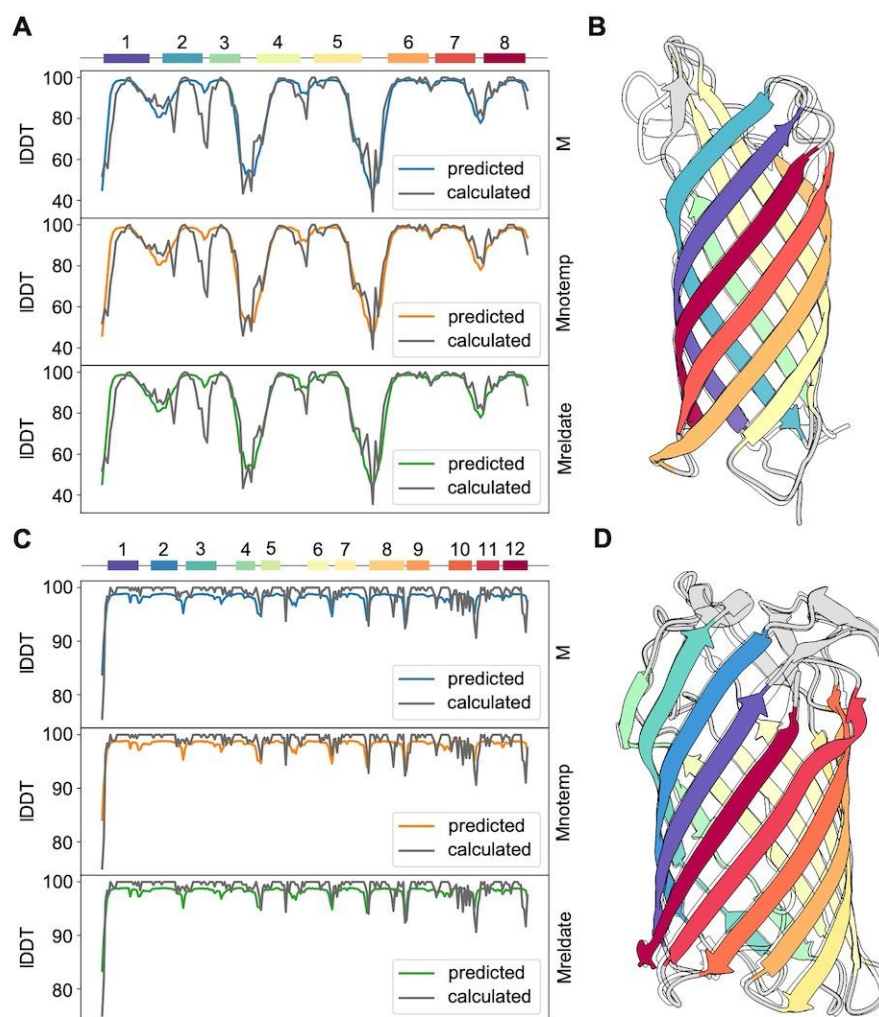 A
B
1 2 3 4 5 6 7 8
100
80
60
40
lDDT
predicted
calculated
M
100
80
60
40
lDDT
predicted
calculated
Mnotemp
100
80
60
40
lDDT
predicted
calculated
Mreldate
C
D
1 2 3 4 5 6 7 8 9 10 11 12
100
90
80
lDDT
predicted
calculated
M
100
90
80
lDDT
predicted
calculated
Mnotemp
100
90
80
lDDT
predicted
calculated
Mreldate